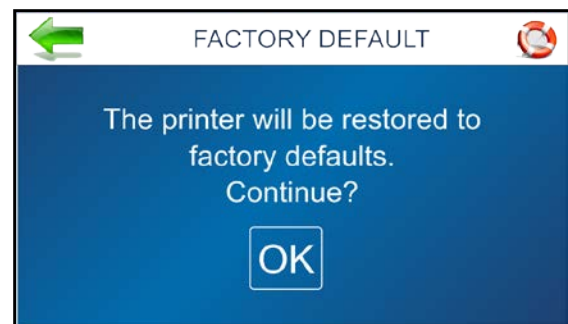 FACTORY DEFAULT
The printer will be restored to
factory defaults.
Continue?
OK